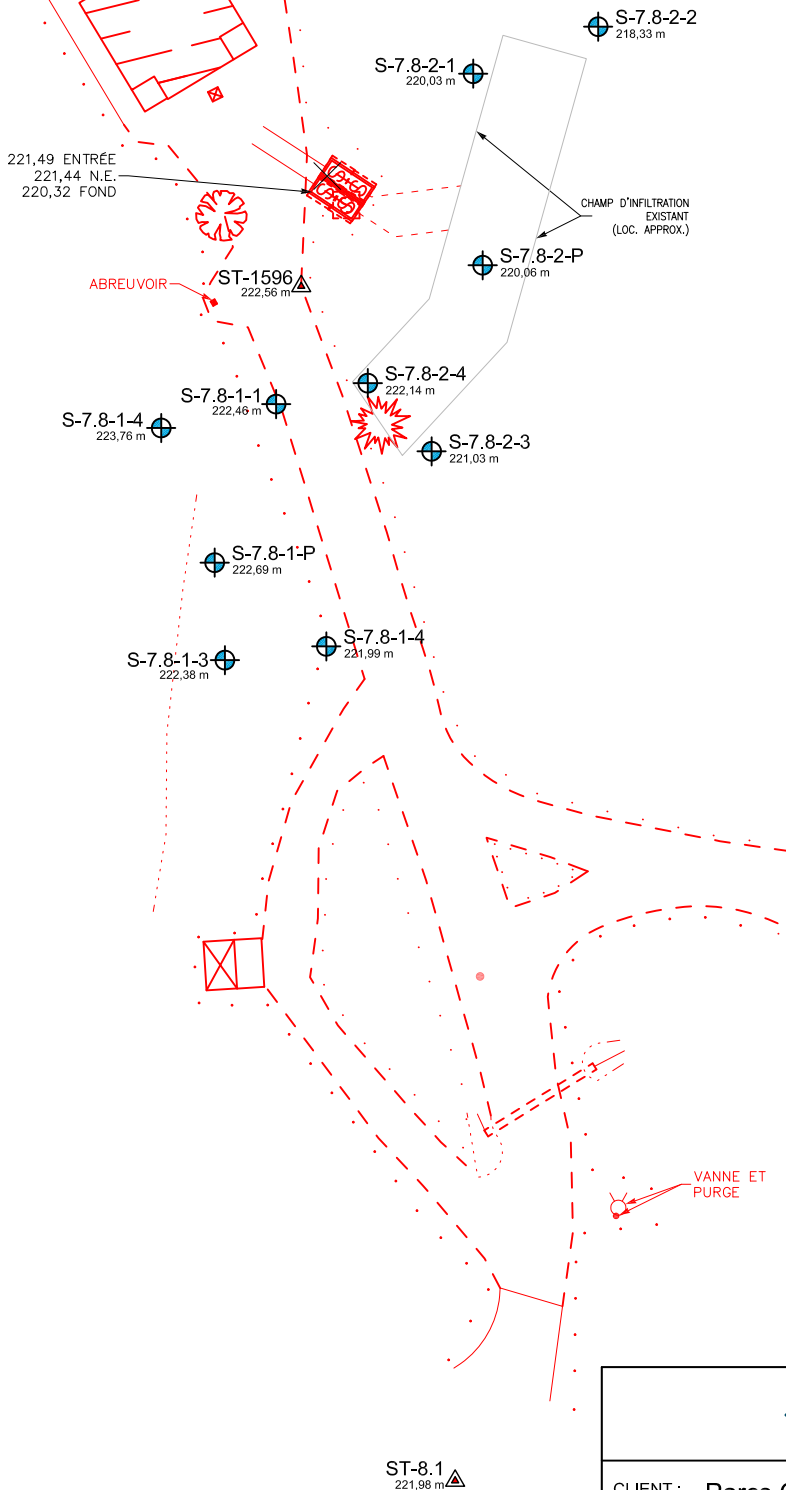 S-7.8-2-2
218,33 m
S-7.8-2-1
220,03 m
221,49 ENTRÉE
221,44 N.E.
220,32 FOND
CHAMP D'INFILTRATION
EXISTANT
(LOC. APPROX.)
S-7.8-2-P
220,06 m
ST-1596
222,56 m
ABREUVOIR
S-7.8-2-4
222,14 m
S-7.8-1-1
222,46 m
S-7.8-1-4
223,76 m
S-7.8-2-3
221,03 m
S-7.8-1-P
222,69 m
S-7.8-1-4
221,99 m
S-7.8-1-3
222,38 m
VANNE ET
PURGE
ST-8.1
221,98 m
CLIENT : Parcs